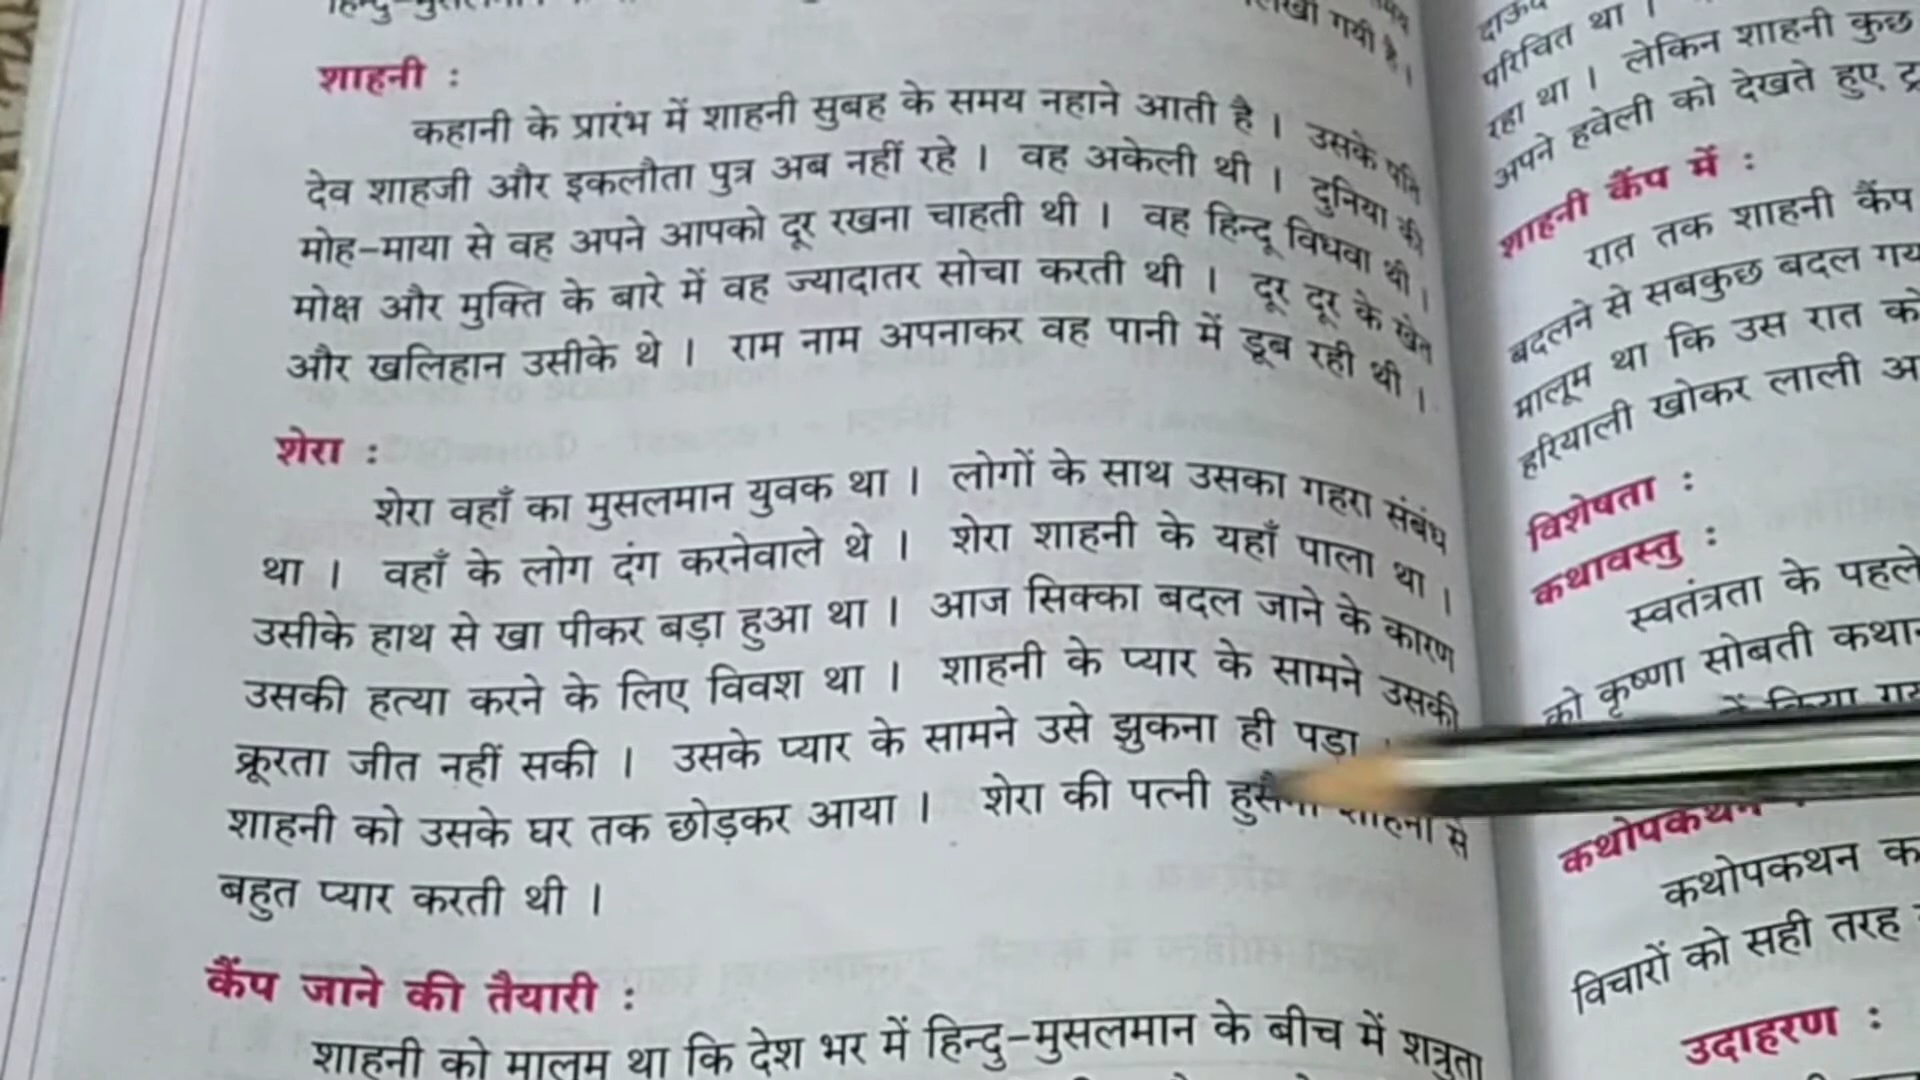 हिन्दु-मुसलमान
लिखी गयी है ।
शाहनी :
कहानी के प्रारंभ में शाहनी सुबह के समय नहाने आती है । उसके पति
देव शाहजी और इकलौता पुत्र अब नहीं रहे । वह अकेली थी । दुनिया की
मोह-माया से वह अपने आपको दूर रखना चाहती थी । वह हिन्दू विधवा थी ।
मोक्ष और मुक्ति के बारे में वह ज्यादातर सोचा करती थी । दूर दूर के खेत
और खलिहान उसीके थे । राम नाम अपनाकर वह पानी में डूब रही थी ।
शेरा :
शेरा वहाँ का मुसलमान युवक था । लोगों के साथ उसका गहरा संबंध
था । वहाँ के लोग दंग करनेवाले थे । शेरा शाहनी के यहाँ पाला था ।
उसीके हाथ से खा पीकर बड़ा हुआ था । आज सिक्का बदल जाने के कारण
उसकी हत्या करने के लिए विवश था । शाहनी के प्यार के सामने उसकी
क्रूरता जीत नहीं सकी । उसके प्यार के सामने उसे झुकना ही पड़ा
शाहनी को उसके घर तक छोड़कर आया । शेरा की पत्नी शाहनी से
बहुत प्यार करती थी ।
कैंप जाने की तैयारी :
शाहनी को मालूम था कि देश भर में हिन्दु-मुसलमान के बीच में शत्रुता
परिचित था ।
रहा था । लेकिन शाहनी कुछ
अपने हवेली को देखते हुए
शाहनी कैंप में :
रात तक शाहनी कैंप
बदलने से सबकुछ बदल
मालूम था कि उस रात
हरियाली खोकर लाली
विशेषता :
कथावस्तु :
स्वतंत्रता के पहले
को कृष्णा सोबती
में किया
कथोपकथन :
कथोपकथन
विचारों को सही तरह
उदाहरण :